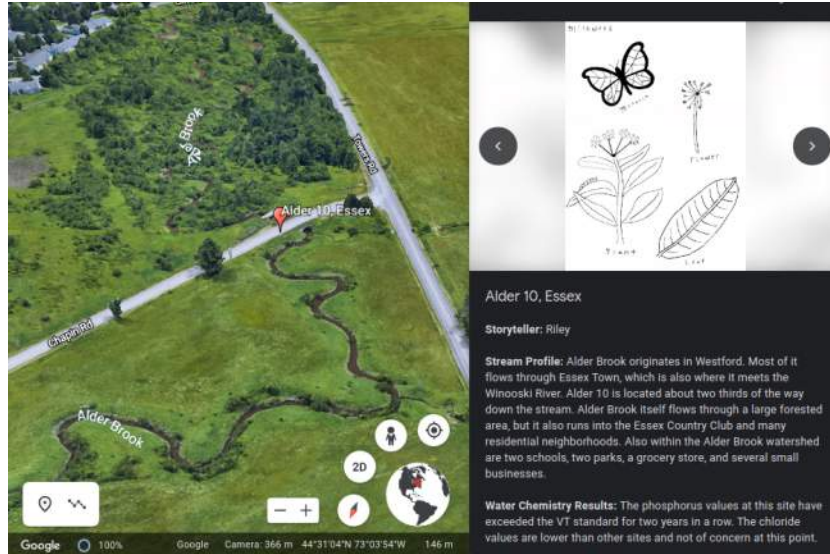 Alder Brook
Towers Rd
Alder 10, Essex
Chapin Rd
Alder Brook
2D
Google 100% Google Camera: 366 m 44°31'04"N 73°03'54"W 146 m
Milkweed
Monarch
Flower
Plant
Leaf
Alder 10, Essex
Storyteller: Riley
Stream Profile: Alder Brook originates in Westford. Most of it
flows through Essex Town, which is also where it meets the
Winooski River. Alder 10 is located about two thirds of the way
down the stream. Alder Brook itself flows through a large forested
area, but it also runs into the Essex Country Club and many
residential neighborhoods. Also within the Alder Brook watershed
are two schools, two parks, a grocery store, and several small
businesses.
Water Chemistry Results: The phosphorus values at this site have
exceeded the VT standard for two years in a row. The chloride
values are lower than other sites and not of concern at this point.